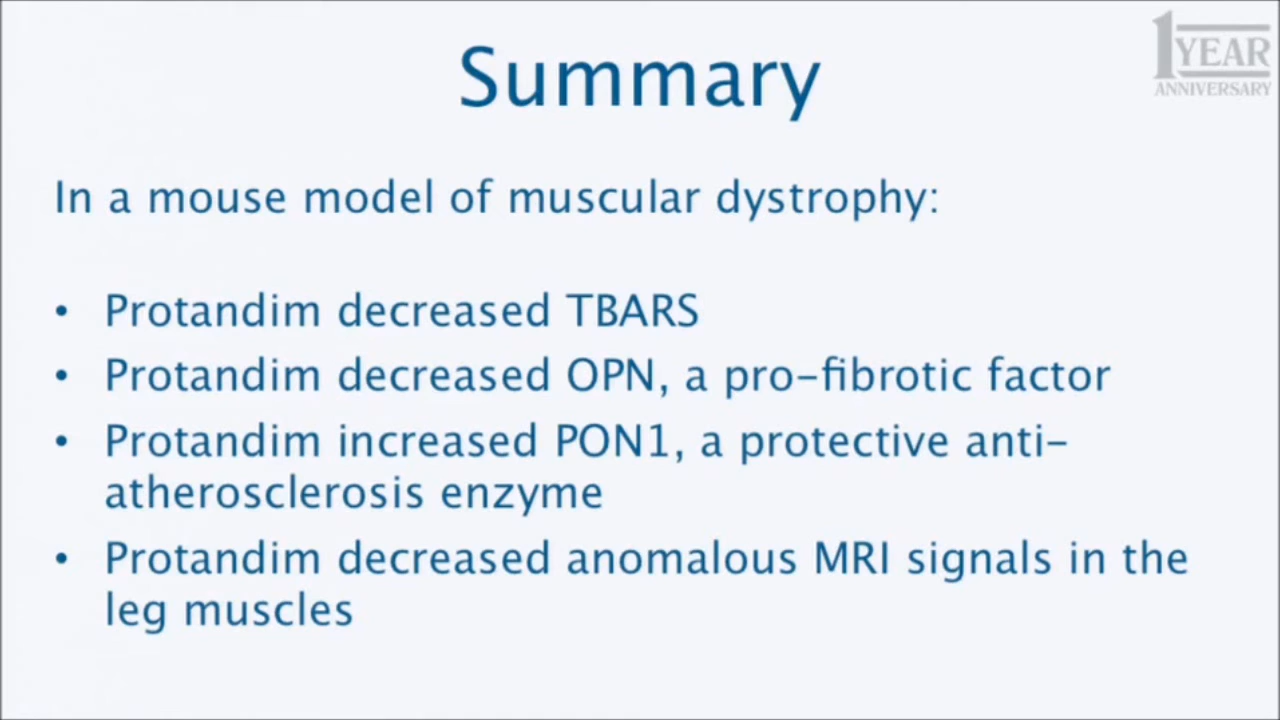 1 YEAR
ANNIVERSARY
Summary
In a mouse model of muscular dystrophy:
• Protandim decreased TBARS
• Protandim decreased OPN, a pro-fibrotic factor
• Protandim increased PON1, a protective anti-
atherosclerosis enzyme
• Protandim decreased anomalous MRI signals in the
leg muscles